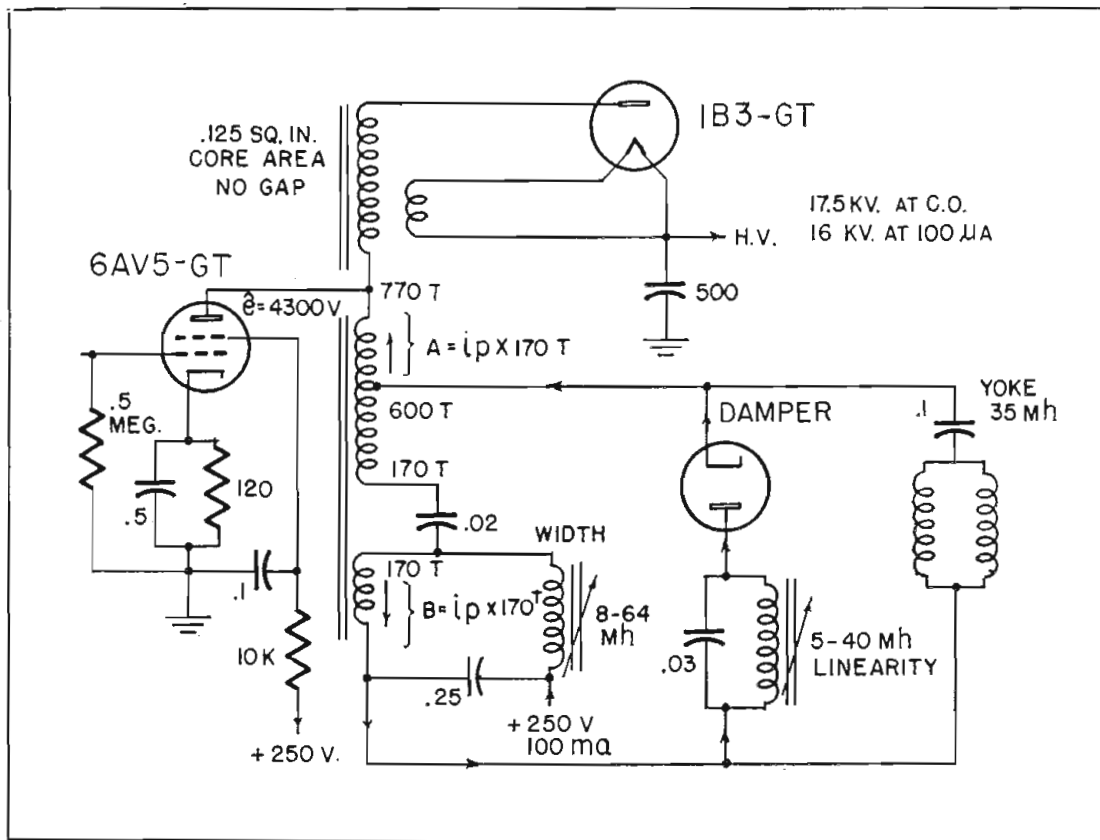 1B3-GT
.125 SQ. IN.
CORE AREA
NO GAP
17.5 KV. AT C.O.
16 KV. AT 100 µA
H.V.
500
6AV5-GT
ê=4300V
770 T
A = ip X 170 T
.5
MEG.
600 T
DAMPER
YOKE
35 Mh
.1
170 T
120
.5
.02
WIDTH
170 T
B = ip X 170T
8-64
Mh
.1
.03
5-40 Mh
LINEARITY
10K
.25
+250 V
100 ma
+250 V.